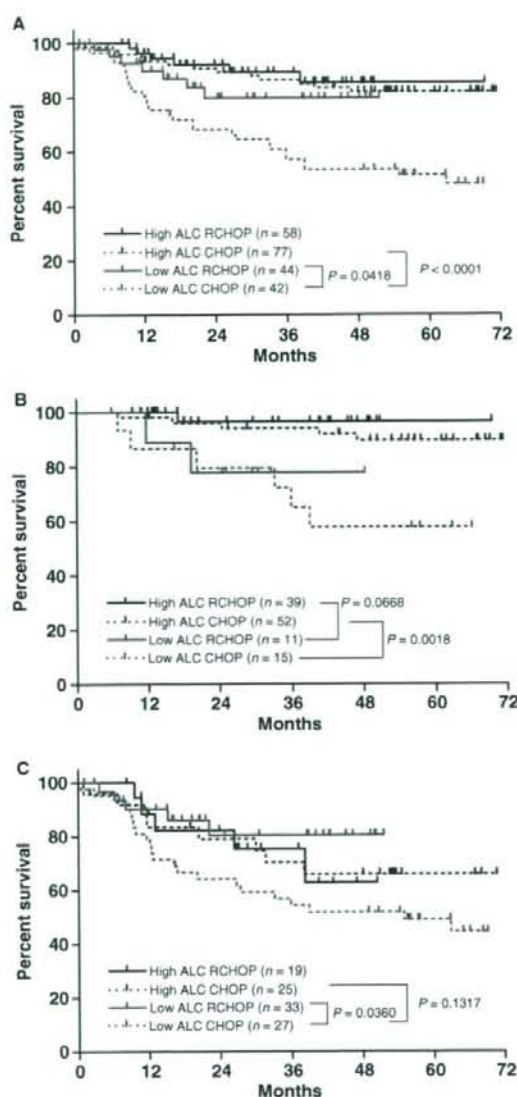 A
100
80
60
40
20
0
Percent survival
High ALC RCHOP (n = 58)
High ALC CHOP (n = 77)
Low ALC RCHOP (n = 44)
Low ALC CHOP (n = 42)
P = 0.0418
P < 0.0001
0 12 24 36 48 60 72
Months
B
100
80
60
40
20
0
Percent survival
High ALC RCHOP (n = 39)
High ALC CHOP (n = 52)
Low ALC RCHOP (n = 11)
Low ALC CHOP (n = 15)
P = 0.0668
P = 0.0018
0 12 24 36 48 60 72
Months
C
100
80
60
40
20
0
Percent survival
High ALC RCHOP (n = 19)
High ALC CHOP (n = 25)
Low ALC RCHOP (n = 33)
Low ALC CHOP (n = 27)
P = 0.0360
P = 0.1317
0 12 24 36 48 60 72
Months